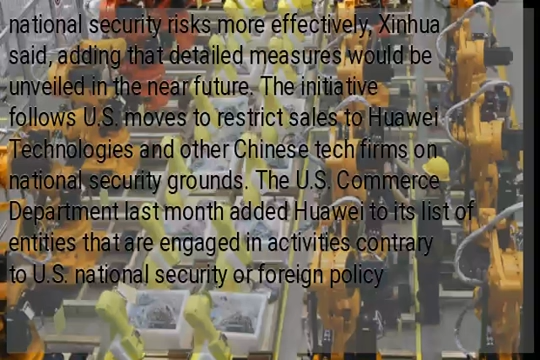 national security risks more effectively, Xinhua
said, adding that detailed measures would be
unveiled in the near future. The initiative
follows U.S. moves to restrict sales to Huawei
Technologies and other Chinese tech firms on
national security grounds. The U.S. Commerce
Department last month added Huawei to its list of
entities that are engaged in activities contrary
to U.S. national security or foreign policy